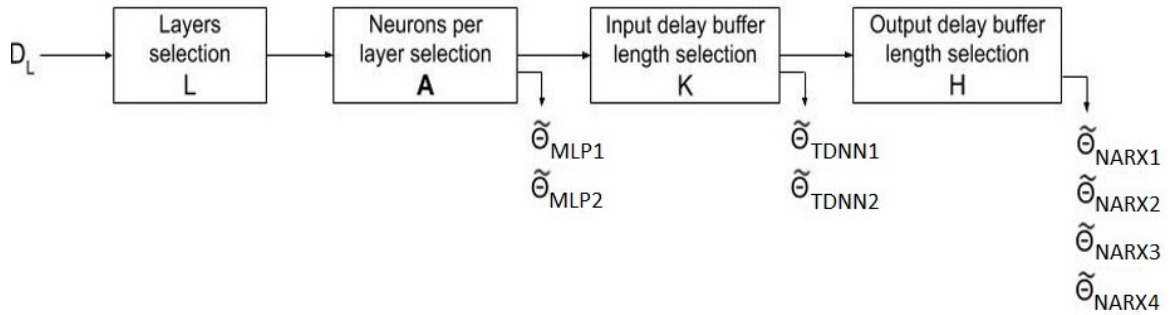 D_L
Layers
selection
L
Neurons per
layer selection
A
Input delay buffer
length selection
K
Output delay buffer
length selection
H
Θ̃_MLP1
Θ̃_MLP2
Θ̃_TDNN1
Θ̃_TDNN2
Θ̃_NARX1
Θ̃_NARX2
Θ̃_NARX3
Θ̃_NARX4